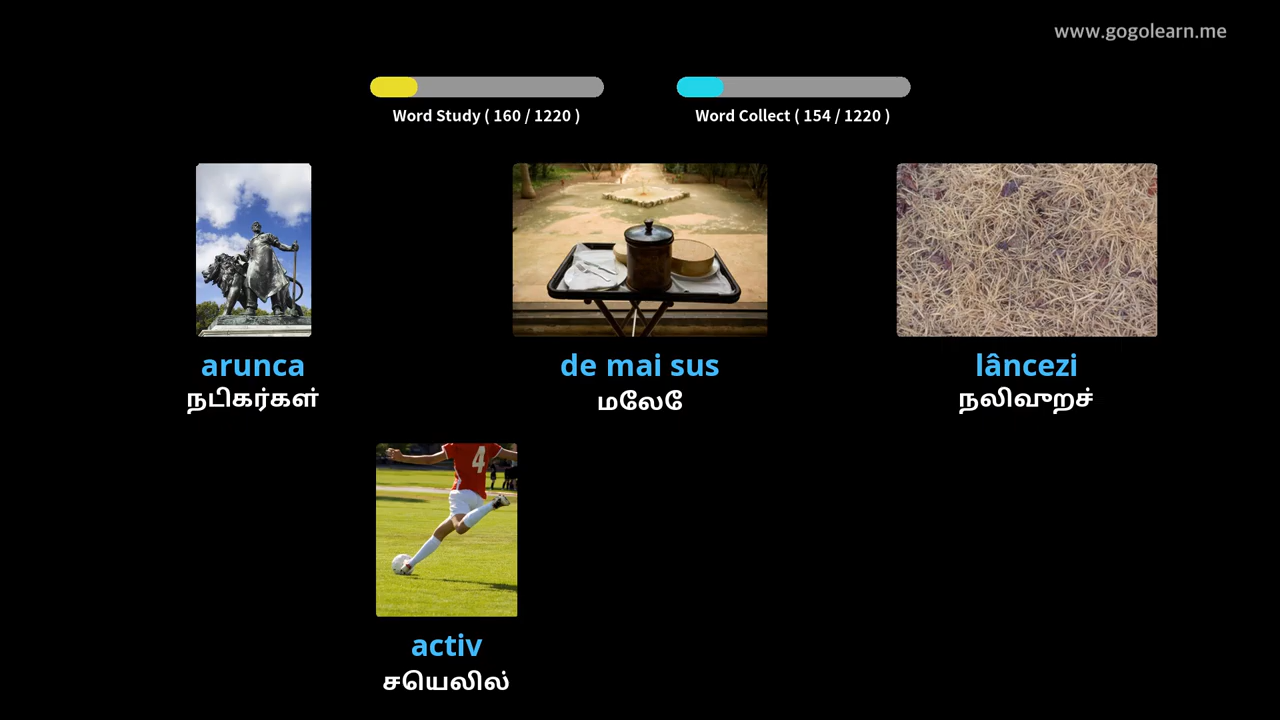 www.gogolearn.me
Word Study ( 160 / 1220 )
Word Collect ( 154 / 1220 )
arunca
நடிகர்கள்
de mai sus
மலேே
lâncezi
நலிவுறச்
4
activ
சயெலில்